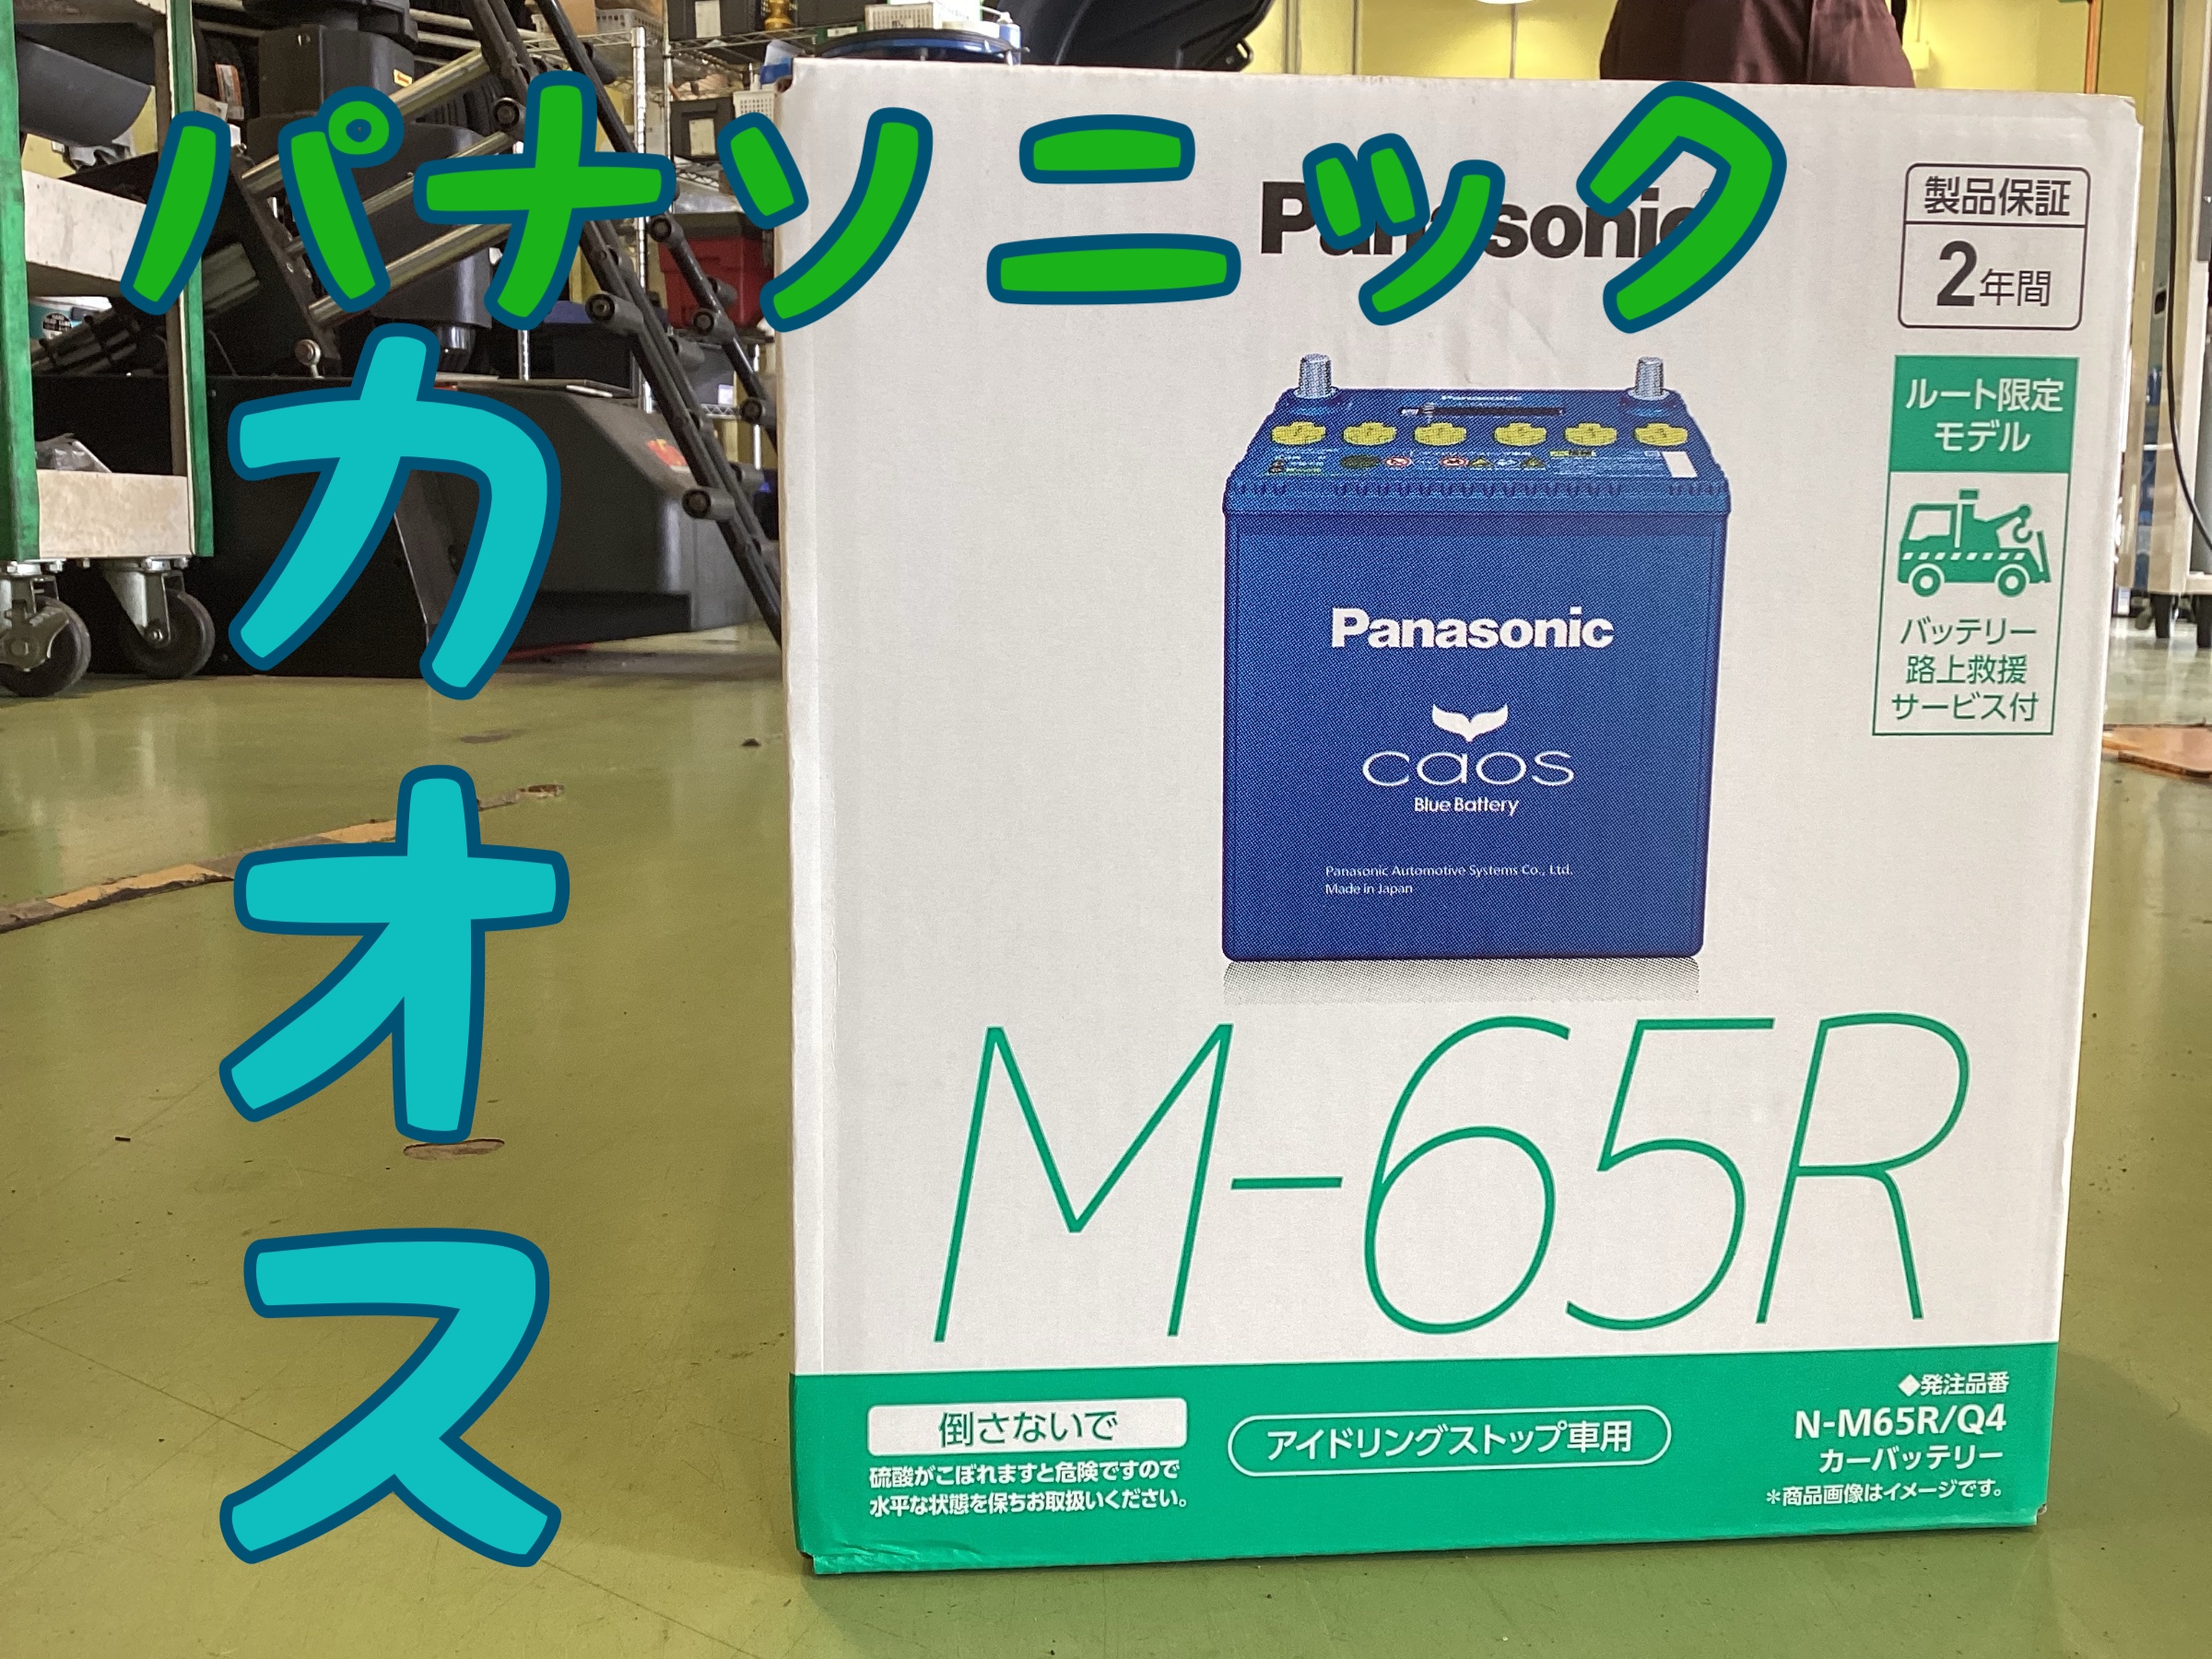 パナソニック
カオス
Panasonic
製品保証
2年間
ルート限定
モデル
バッテリー
路上救援
サービス付
Panasonic
Panasonic
caos
Blue Battery
Panasonic Automotive Systems Co., Ltd.
Made in Japan
M-65R
倒さないで
硫酸がこぼれますと危険ですので
水平な状態を保ちお取扱いください。
アイドリングストップ車用
◆発注品番
N-M65R/Q4
カーバッテリー
*商品画像はイメージです。